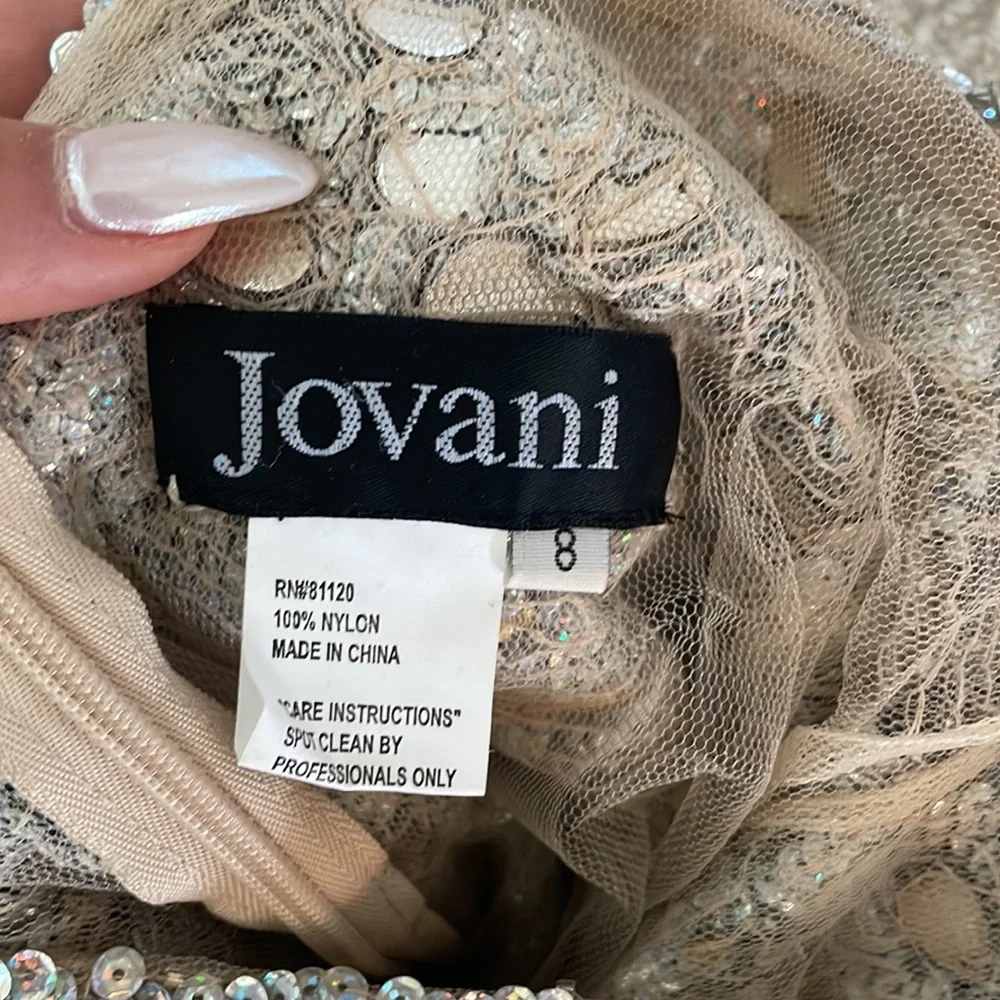 Jovani
8
RN#81120
100% NYLON
MADE IN CHINA
"CARE INSTRUCTIONS"
SPOT CLEAN BY
PROFESSIONALS ONLY